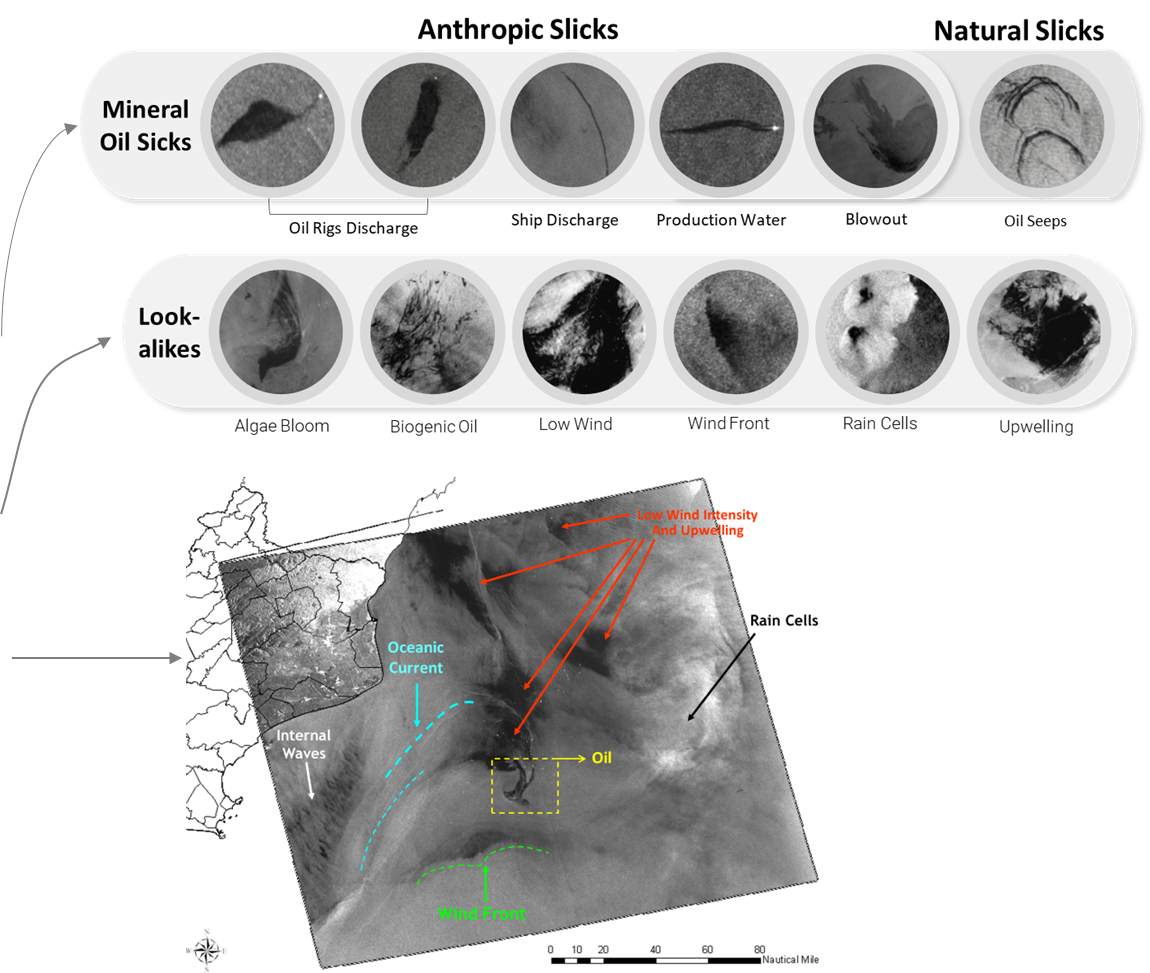 Anthropic Slicks
Natural Slicks
Mineral
Oil Sicks
Oil Rigs Discharge
Ship Discharge
Production Water
Blowout
Oil Seeps
Look-
alikes
Algae Bloom
Biogenic Oil
Low Wind
Wind Front
Rain Cells
Upwelling
Low Wind Intensity
And Upwelling
Rain Cells
Oceanic
Current
Internal
Waves
Oil
Wind Front
N
W E
S
0 10 20 40 60 80
Nautical Mile